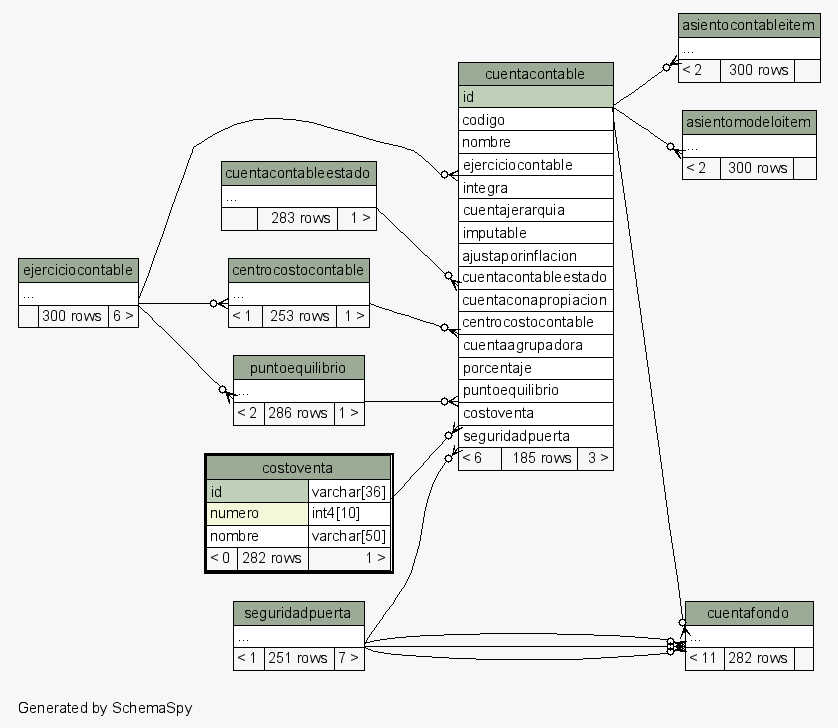 asientocontableitem
...
< 2 300 rows
asientomodeloitem
...
< 2 300 rows
cuentacontable
id
codigo
nombre
ejerciciocontable
integra
cuentajerarquia
imputable
ajustaporinflacion
cuentacontableestado
cuentaconapropiacion
centrocostocontable
cuentaagrupadora
porcentaje
puntoequilibrio
costoventa
seguridadpuerta
< 6 185 rows 3 >
cuentacontableestado
...
283 rows 1 >
ejerciciocontable
...
300 rows 6 >
centrocostocontable
...
< 1 253 rows 1 >
puntoequilibrio
...
< 2 286 rows 1 >
costoventa
id varchar[36]
numero int4[10]
nombre varchar[50]
< 0 282 rows 1 >
seguridadpuerta
...
< 1 251 rows 7 >
cuentafondo
...
< 11 282 rows
Generated by SchemaSpy